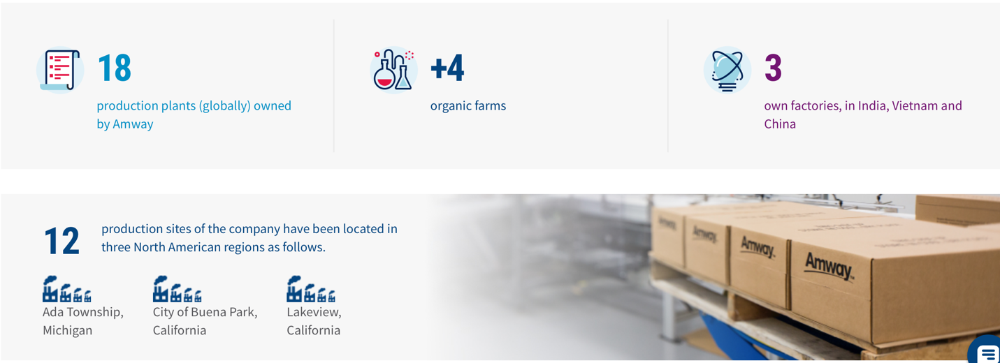 18
production plants (globally) owned
by Amway
+4
organic farms
3
own factories, in India, Vietnam and
China
12
production sites of the company have been located in
three North American regions as follows.
Ada Township,
Michigan
City of Buena Park,
California
Lakeview,
California
Amway
Amway
Amway
Amway